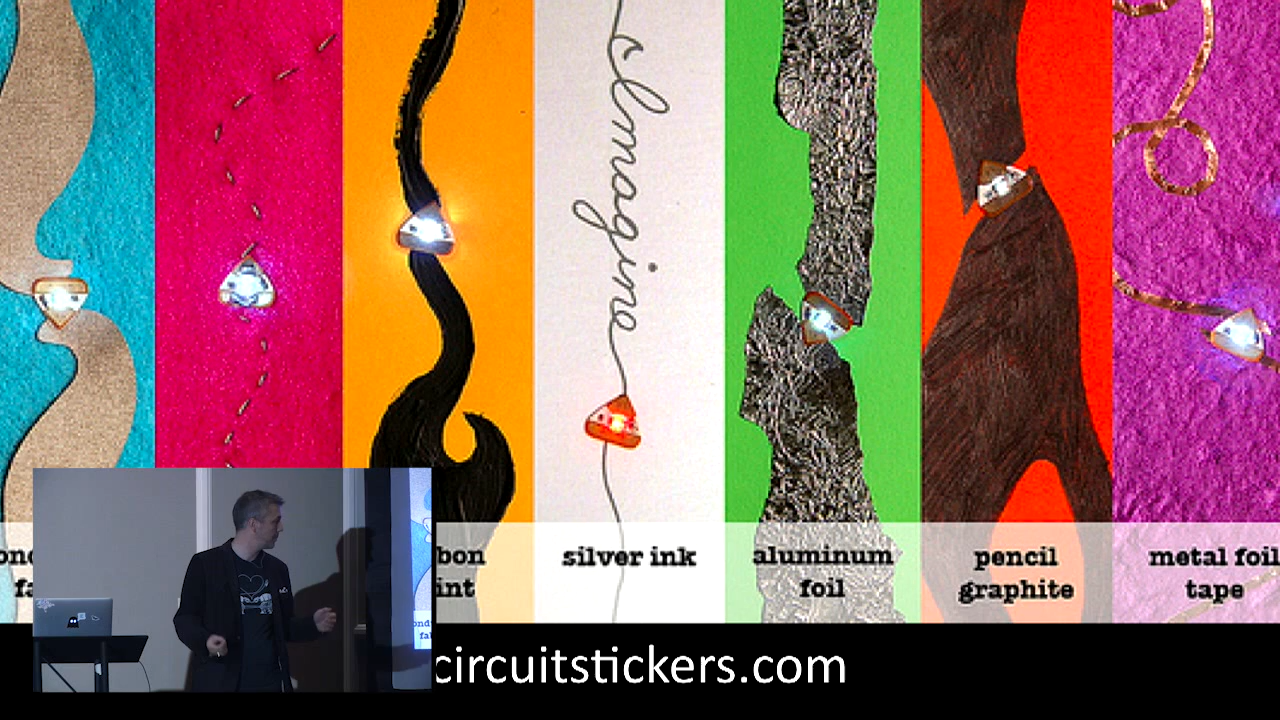 Imagine
silver ink
aluminum
foil
pencil
graphite
metal foil
tape
circuitstickers.com